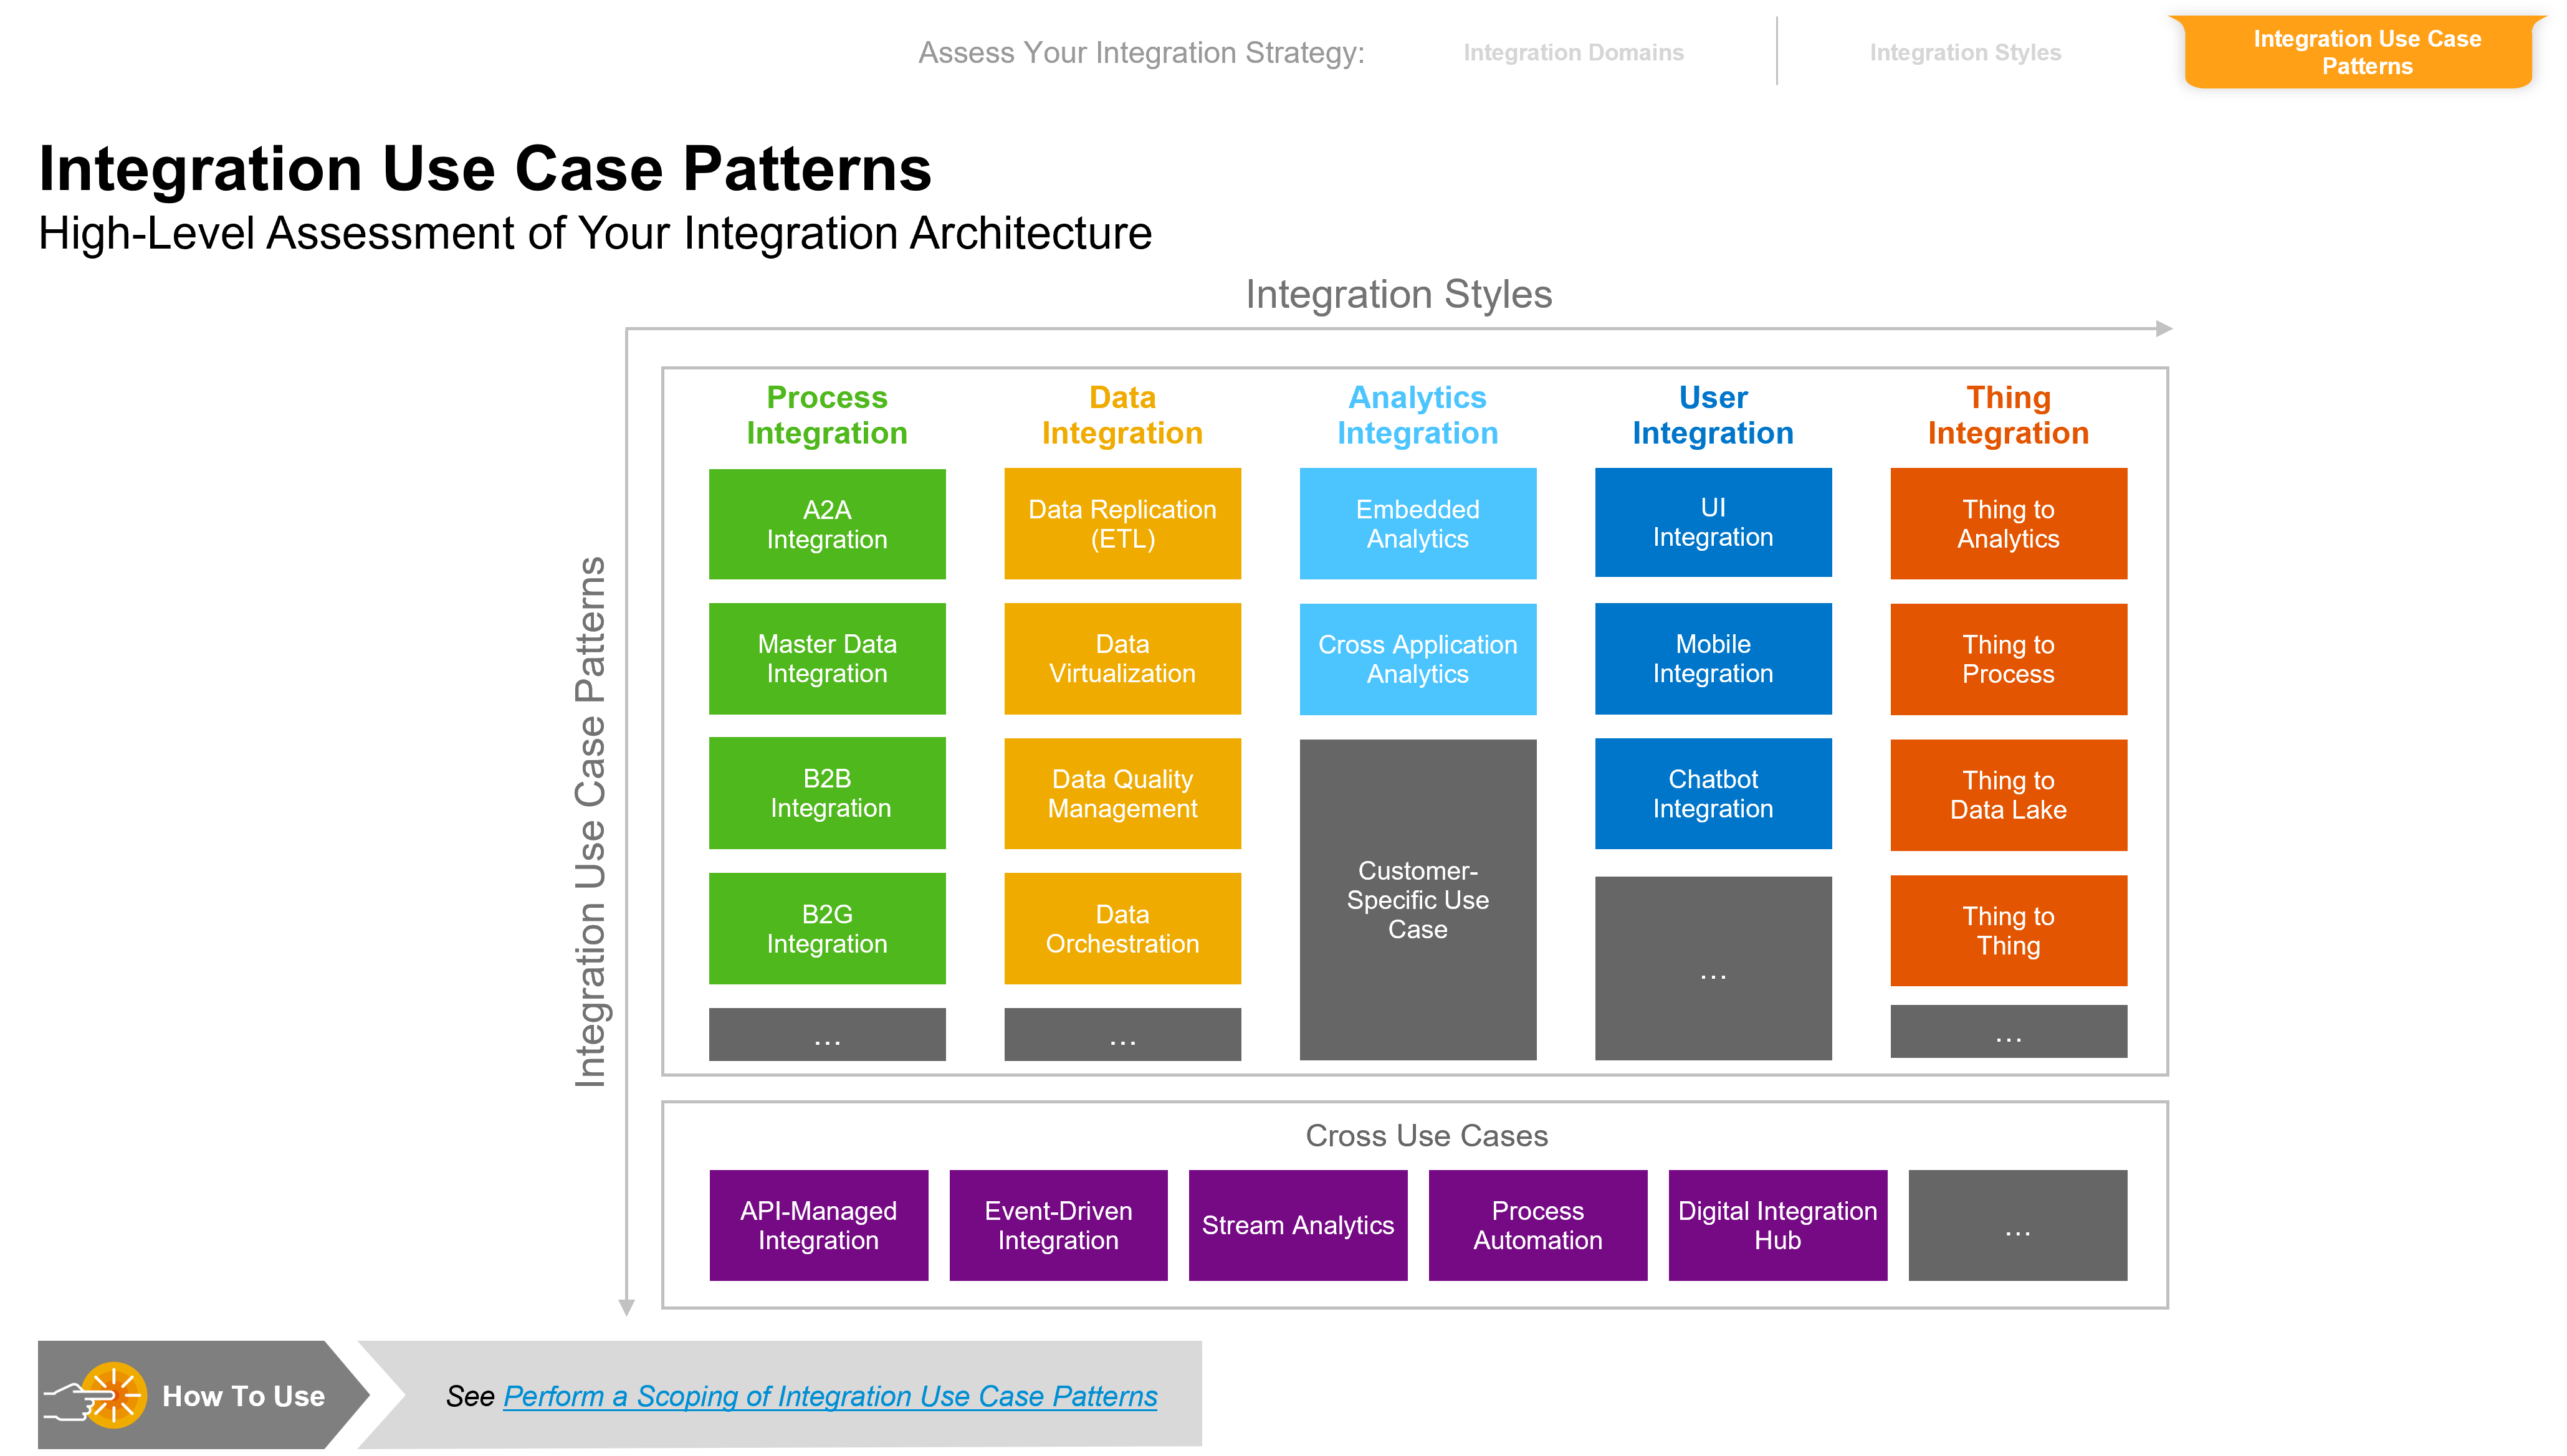 Assess Your Integration Strategy:
Integration Domains
Integration Styles
Integration Use Case
Patterns
Integration Use Case Patterns
High-Level Assessment of Your Integration Architecture
Integration Styles
Integration Use Case Patterns
Process
Integration
A2A
Integration
Master Data
Integration
B2B
Integration
B2G
Integration
...
Data
Integration
Data Replication
(ETL)
Data
Virtualization
Data Quality
Management
Data
Orchestration
...
Analytics
Integration
Embedded
Analytics
Cross Application
Analytics
Customer-
Specific Use
Case
User
Integration
UI
Integration
Mobile
Integration
Chatbot
Integration
...
Thing
Integration
Thing to
Analytics
Thing to
Process
Thing to
Data Lake
Thing to
Thing
...
Cross Use Cases
API-Managed
Integration
Event-Driven
Integration
Stream Analytics
Process
Automation
Digital Integration
Hub
...
How To Use
See Perform a Scoping of Integration Use Case Patterns